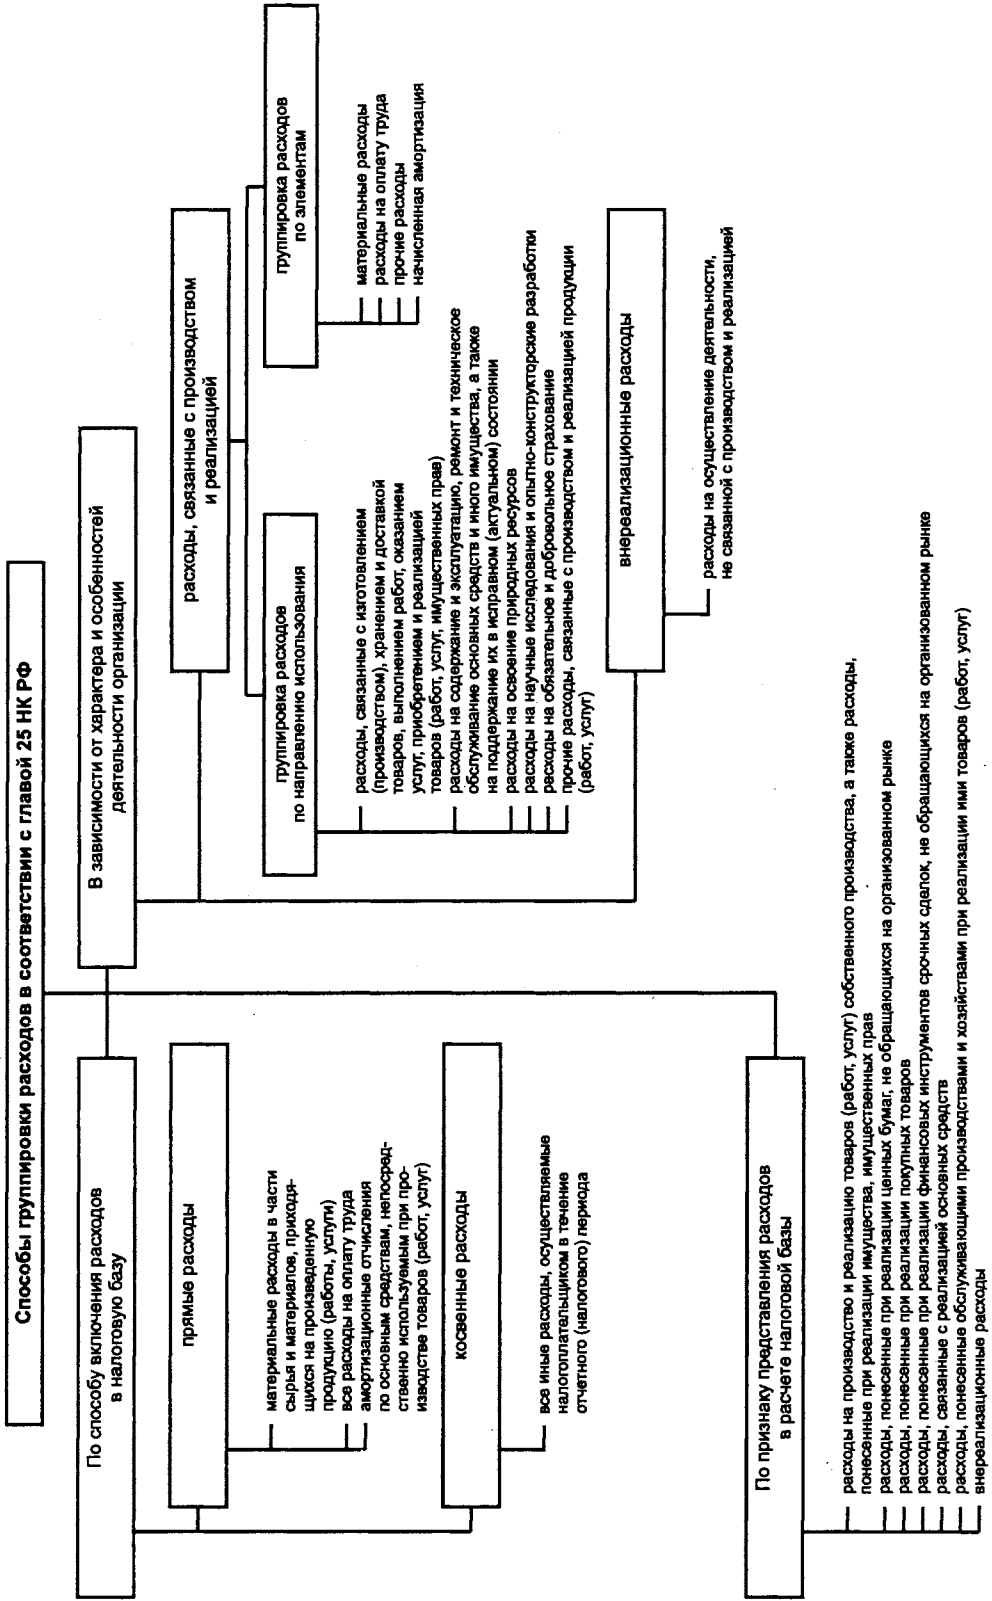 Способы группировки расходов в соответствии с главой 25 НК РФ
По способу включения расходов
в налоговую базу
прямые расходы
материальные расходы в части
сырья и материалов, приходя-
щихся на произведенную
продукцию (работы, услуги)
все расходы на оплату труда
амортизационные отчисления
по основным средствам, непосред-
ственно используемым при про-
изводстве товаров (работ, услуг)
косвенные расходы
все иные расходы, осуществляемые
налогоплательщиком в течение
отчетного (налогового) периода
В зависимости от характера и особенностей
деятельности организации
расходы, связанные с производством
и реализацией
группировка расходов
по направлению использования
расходы, связанные с изготовлением
(производством), хранением и доставкой
товаров, выполнением работ, оказанием
услуг, приобретением и реализацией
товаров (работ, услуг, имущественных прав)
расходы на содержание и эксплуатацию, ремонт и техническое
обслуживание основных средств и иного имущества, а также
на поддержание их в исправном (актуальном) состоянии
расходы на освоение природных ресурсов
расходы на научные исследования и опытно-конструкторские разработки
расходы на обязательное и добровольное страхование
прочие расходы, связанные с производством и реализацией продукции
(работ, услуг)
группировка расходов
по элементам
материальные расходы
расходы на оплату труда
прочие расходы
начисленная амортизация
внереализационные расходы
расходы на осуществление деятельности,
не связанной с производством и реализацией
По признаку представления расходов
в расчете налоговой базы
расходы на производство и реализацию товаров (работ, услуг) собственного производства, а также расходы,
понесенные при реализации имущества, имущественных прав
расходы, понесенные при реализации ценных бумаг, не обращающихся на организованном рынке
расходы, понесенные при реализации покупных товаров
расходы, понесенные при реализации финансовых инструментов срочных сделок, не обращающихся на организованном рынке
расходы, связанные с реализацией основных средств
расходы, понесенные обслуживающими производствами и хозяйствами при реализации ими товаров (работ, услуг)
внереализационные расходы